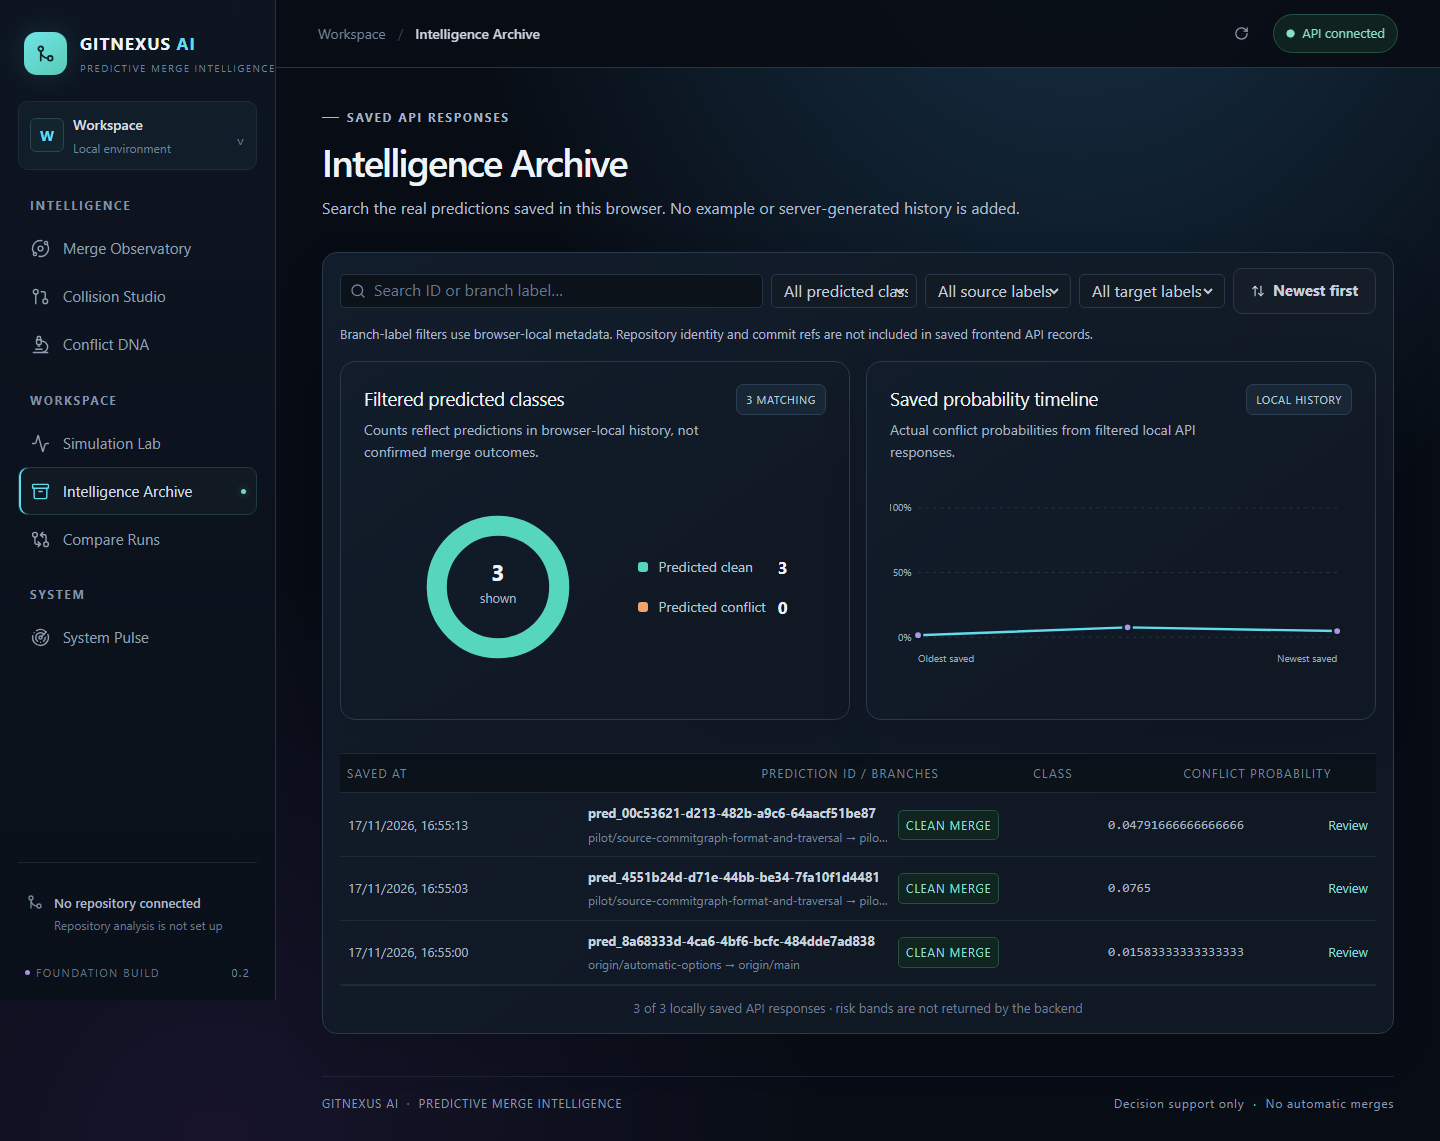 GITNEXUS AI
PREDICTIVE MERGE INTELLIGENCE
W
Workspace
Local environment
v
INTELLIGENCE
Merge Observatory
Collision Studio
Conflict DNA
WORKSPACE
Simulation Lab
Intelligence Archive
Compare Runs
SYSTEM
System Pulse
No repository connected
Repository analysis is not set up
FOUNDATION BUILD 0.2
Workspace / Intelligence Archive
API connected
SAVED API RESPONSES
Intelligence Archive
Search the real predictions saved in this browser. No example or server-generated history is added.
Search ID or branch label...
All predicted class
All source labels
All target labels
Newest first
Branch-label filters use browser-local metadata. Repository identity and commit refs are not included in saved frontend API records.
Filtered predicted classes
3 MATCHING
Counts reflect predictions in browser-local history, not
confirmed merge outcomes.
3
shown
Predicted clean 3
Predicted conflict 0
Saved probability timeline
LOCAL HISTORY
Actual conflict probabilities from filtered local API
responses.
100%
50%
0%
Oldest saved Newest saved
SAVED AT PREDICTION ID / BRANCHES CLASS CONFLICT PROBABILITY
17/11/2026, 16:55:13 pred_00c53621-d213-482b-a9c6-64aacf51be87 CLEAN MERGE 0.04791666666666666 Review
pilot/source-commitgraph-format-and-traversal → pilo...
17/11/2026, 16:55:03 pred_4551b24d-d71e-44bb-be34-7fa10f1d4481 CLEAN MERGE 0.0765 Review
pilot/source-commitgraph-format-and-traversal → pilo...
17/11/2026, 16:55:00 pred_8a68333d-4ca6-4bf6-bcfc-484dde7ad838 CLEAN MERGE 0.01583333333333333 Review
origin/automatic-options → origin/main
3 of 3 locally saved API responses · risk bands are not returned by the backend
GITNEXUS AI · PREDICTIVE MERGE INTELLIGENCE
Decision support only · No automatic merges